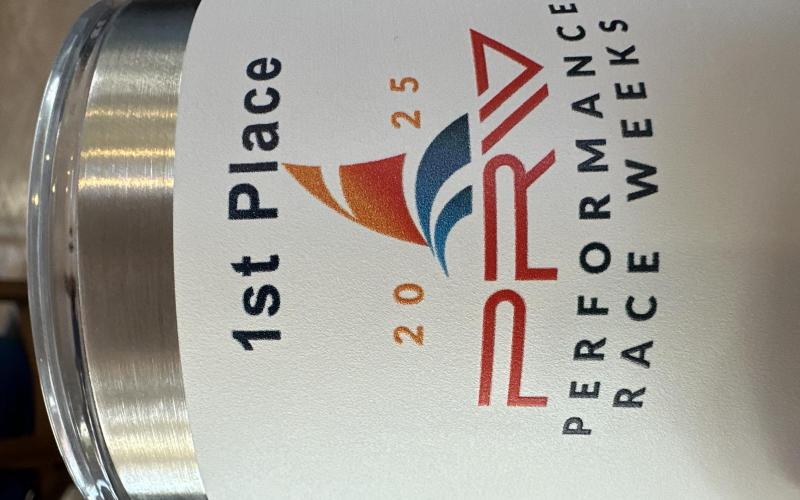 1st Place
20 25
PRW
PERFORMANCE
RACE WEEKS